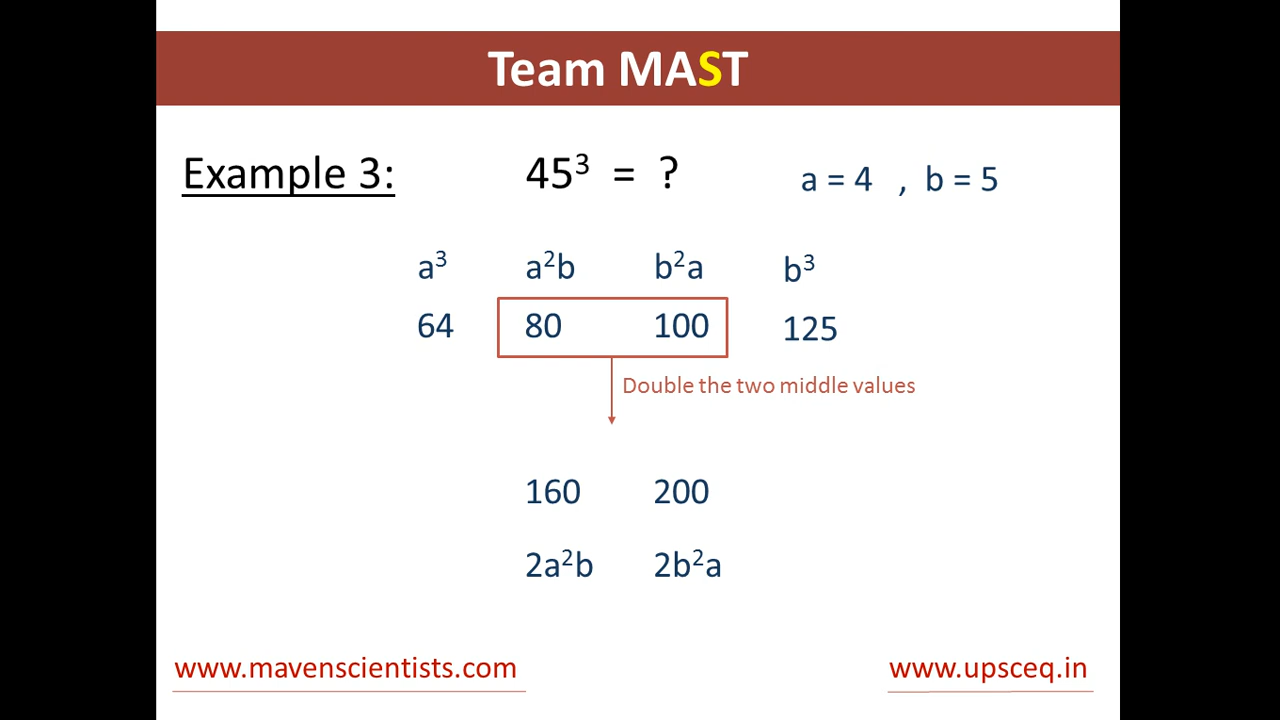 Team MAST
Example 3: 45³ = ? a = 4 , b = 5
a³ a²b b²a b³
64 80 100 125
Double the two middle values
160 200
2a²b 2b²a
www.mavenscientists.com www.upsceq.in